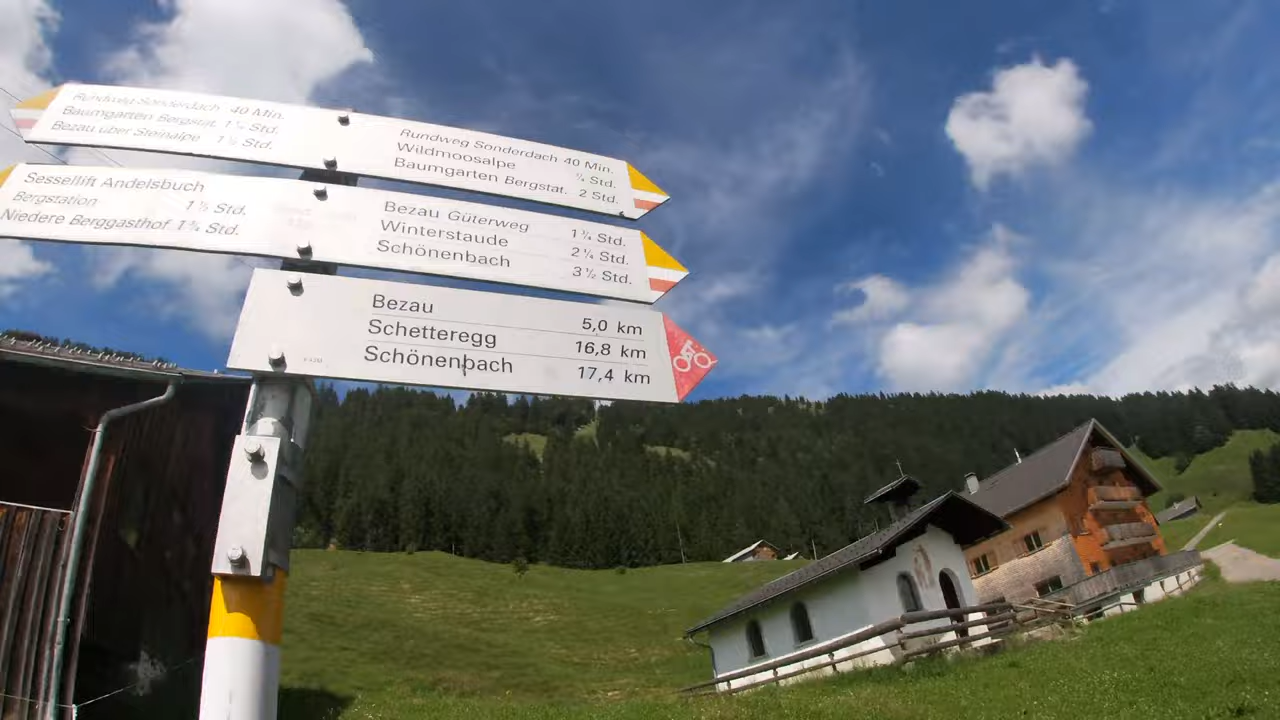 Rundweg Sonderdach 40 Min.
Baumgarten Bergstat. 1¾ Std.
Bezau über Steinalpe 1½ Std.
Rundweg Sonderdach 40 Min.
Wildmoosalpe ¾ Std.
Baumgarten Bergstat. 2 Std.
Sessellift Andelsbuch
Bergstation 1½ Std.
Niedere Berggasthof 1¾ Std.
Bezau Güterweg 1¼ Std.
Winterstaude 2¼ Std.
Schönenbach 3½ Std.
Bezau 5,0 km
Schetteregg 16,8 km
Schönenbach 17,4 km